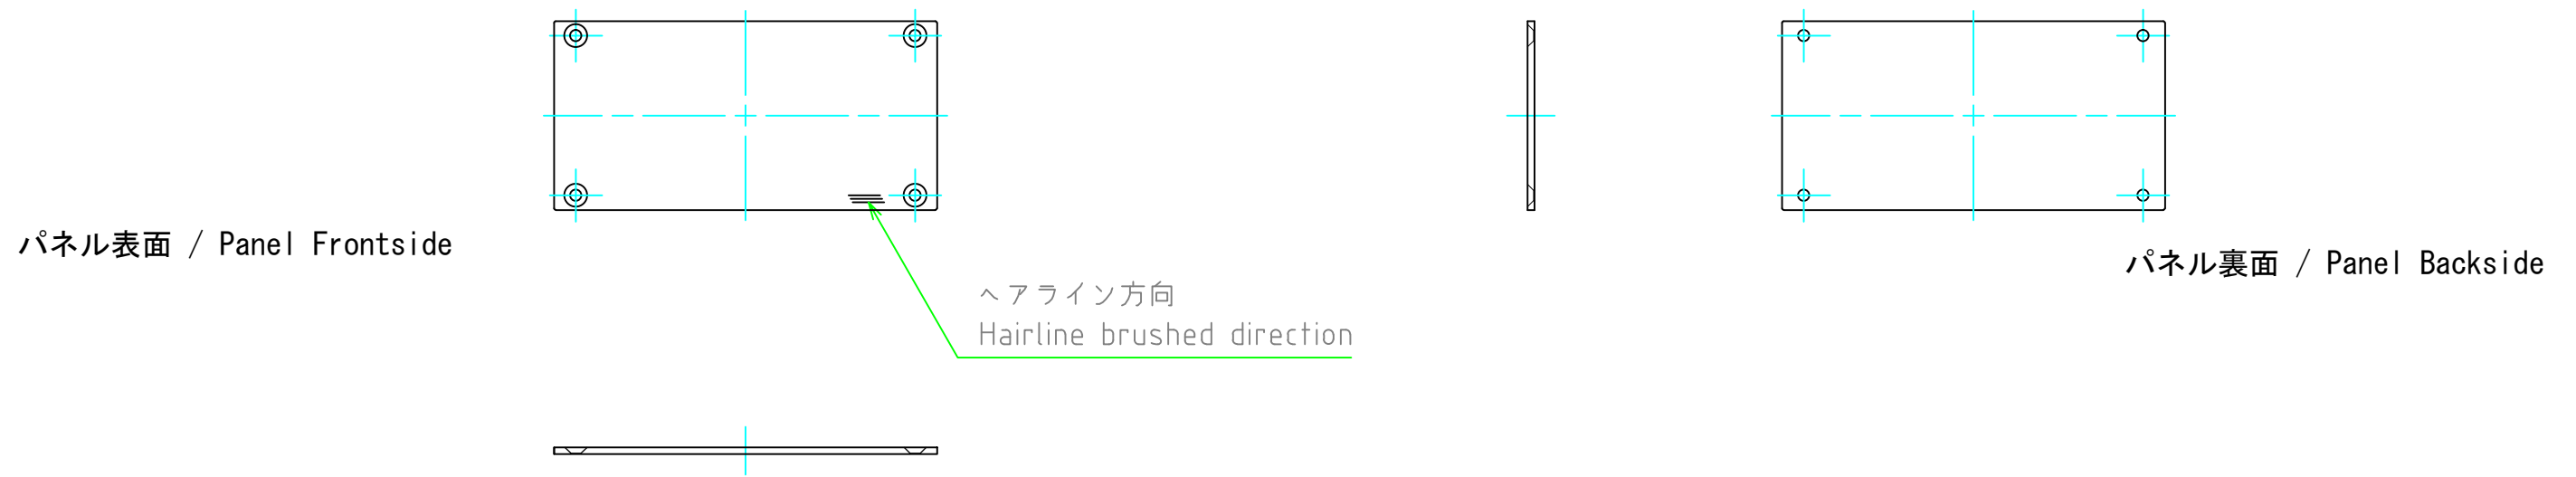 パネル表面 / Panel Frontside
ヘアライン方向
Hairline brushed direction
パネル裏面 / Panel Backside